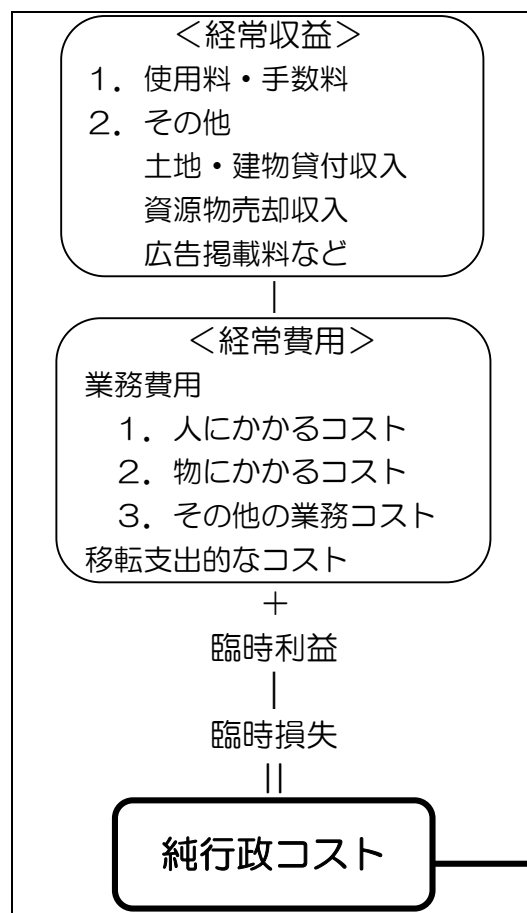 ＜経常収益＞
１．使用料・手数料
２．その他
土地・建物貸付収入
資源物売却収入
広告掲載料など
｜
＜経常費用＞
業務費用
１．人にかかるコスト
２．物にかかるコスト
３．その他の業務コスト
移転支出的なコスト
＋
臨時利益
｜
臨時損失
||
純行政コスト